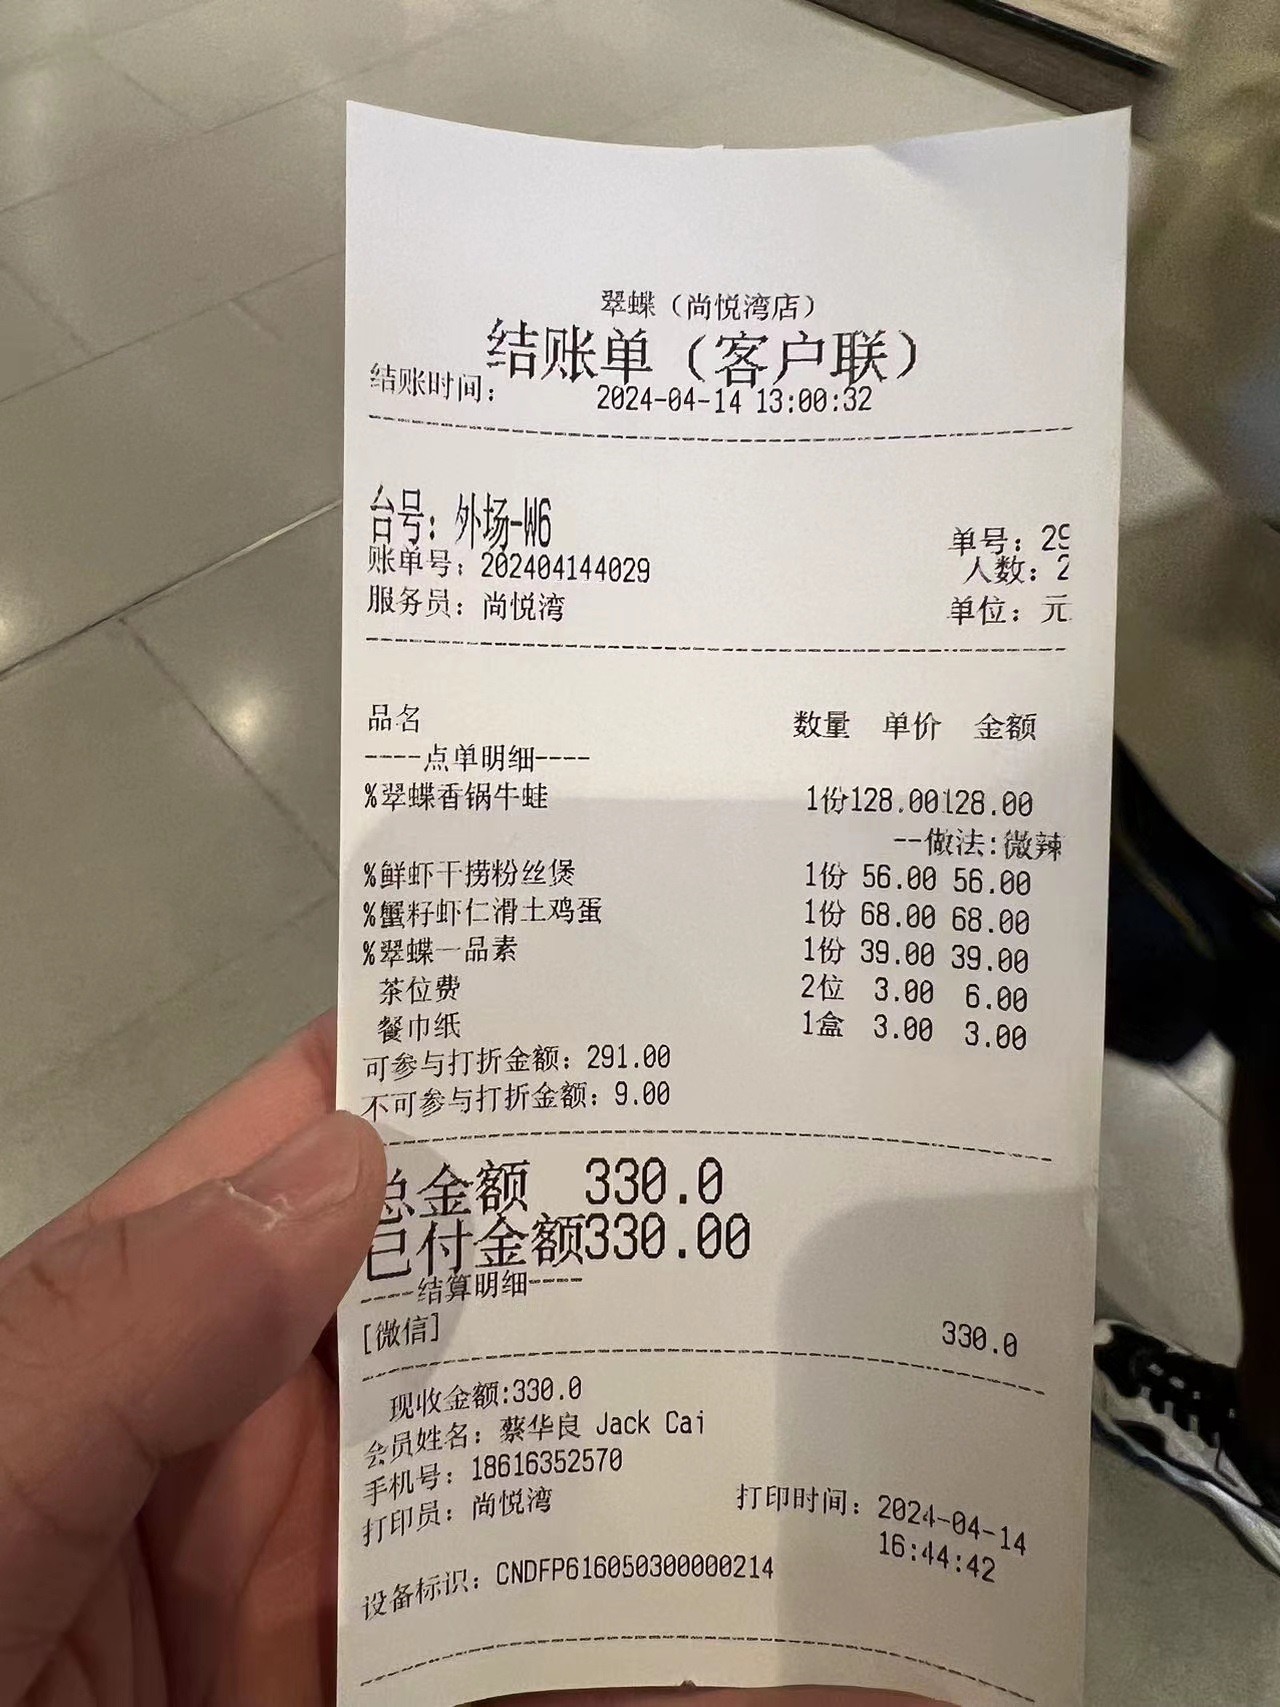 翠蝶（尚悦湾店）
结账单（客户联）
结账时间： 2024-04-14 13:00:32
台号：外场-W6
单号：29
账单号：202404144029
人数：2
服务员：尚悦湾
单位：元
品名 数量 单价 金额
----点单明细----
%翠蝶香锅牛蛙 1份128.00128.00
--做法:微辣
%鲜虾干捞粉丝煲 1份 56.00 56.00
%蟹籽虾仁滑土鸡蛋 1份 68.00 68.00
%翠蝶一品素 1份 39.00 39.00
茶位费 2位 3.00 6.00
餐巾纸 1盒 3.00 3.00
可参与打折金额：291.00
不可参与打折金额：9.00
总金额 330.0
已付金额330.00
----结算明细----
[微信] 330.0
现收金额:330.0
会员姓名：蔡华良 Jack Cai
手机号：18616352570
打印员：尚悦湾 打印时间：2024-04-14
16:44:42
设备标识：CNDFP616050300000214